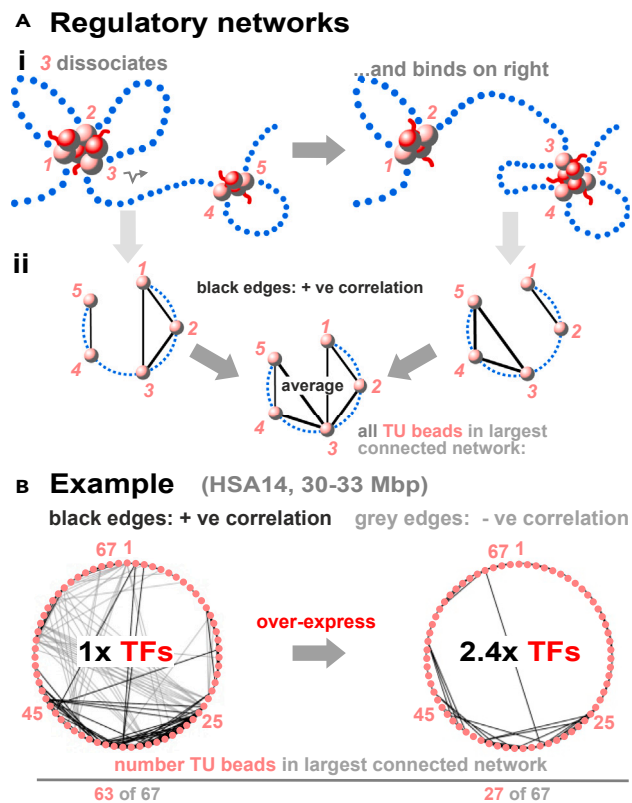 A Regulatory networks
i 3 dissociates
...and binds on right
2
1
3
5
4
2
1
3
5
4
ii
black edges: + ve correlation
1
5
2
4
3
1
5
2
4
3
1
5
average
2
4
3
all TU beads in largest
connected network:
B Example (HSA14, 30-33 Mbp)
black edges: + ve correlation grey edges: - ve correlation
67 1
67 1
over-express
1x TFs
2.4x TFs
45
25
45
25
number TU beads in largest connected network
63 of 67
27 of 67